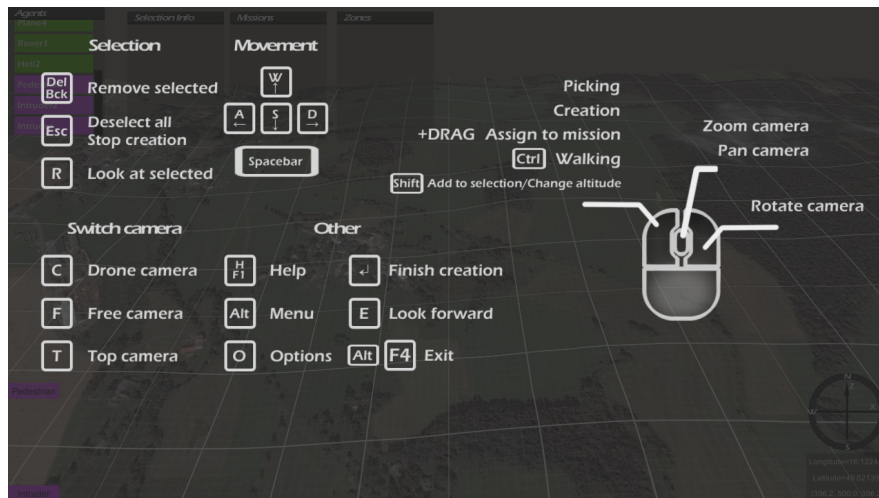 Agents
Selection Info
Missions
Zones
Plane4
Rover1
Heli2
Selection
Movement
Del
Bck
Remove selected
Esc
Deselect all
Stop creation
R
Look at selected
W
↑
A
←
S
↓
D
→
Spacebar
Picking
Creation
+DRAG Assign to mission
Ctrl Walking
Shift Add to selection/Change altitude
Zoom camera
Pan camera
Rotate camera
Switch camera
Other
C Drone camera
H
F1
Help
↲ Finish creation
F Free camera
Alt Menu
E Look forward
T Top camera
O Options
Alt F4 Exit
Pedestrian
Intruder
N
W
S